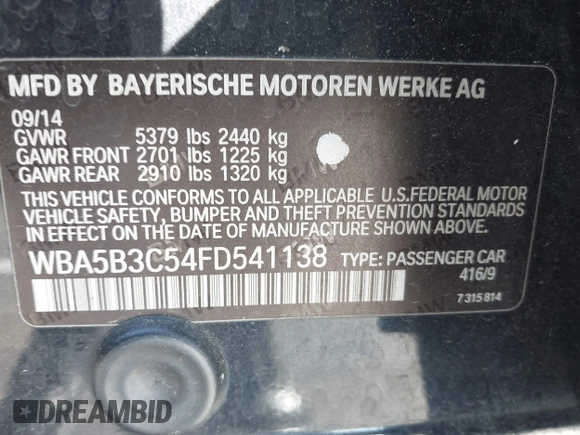 MFD BY BAYERISCHE MOTOREN WERKE AG
09/14
GVWR 5379 lbs 2440 kg
GAWR FRONT 2701 lbs 1225 kg
GAWR REAR 2910 lbs 1320 kg
THIS VEHICLE CONFORMS TO ALL APPLICABLE U.S.FEDERAL MOTOR
VEHICLE SAFETY, BUMPER AND THEFT PREVENTION STANDARDS
IN EFFECT ON THE DATE OF MANUFACTURE SHOWN ABOVE.
WBA5B3C54FD541138 TYPE: PASSENGER CAR
416/9
7 315 814
DREAMBID